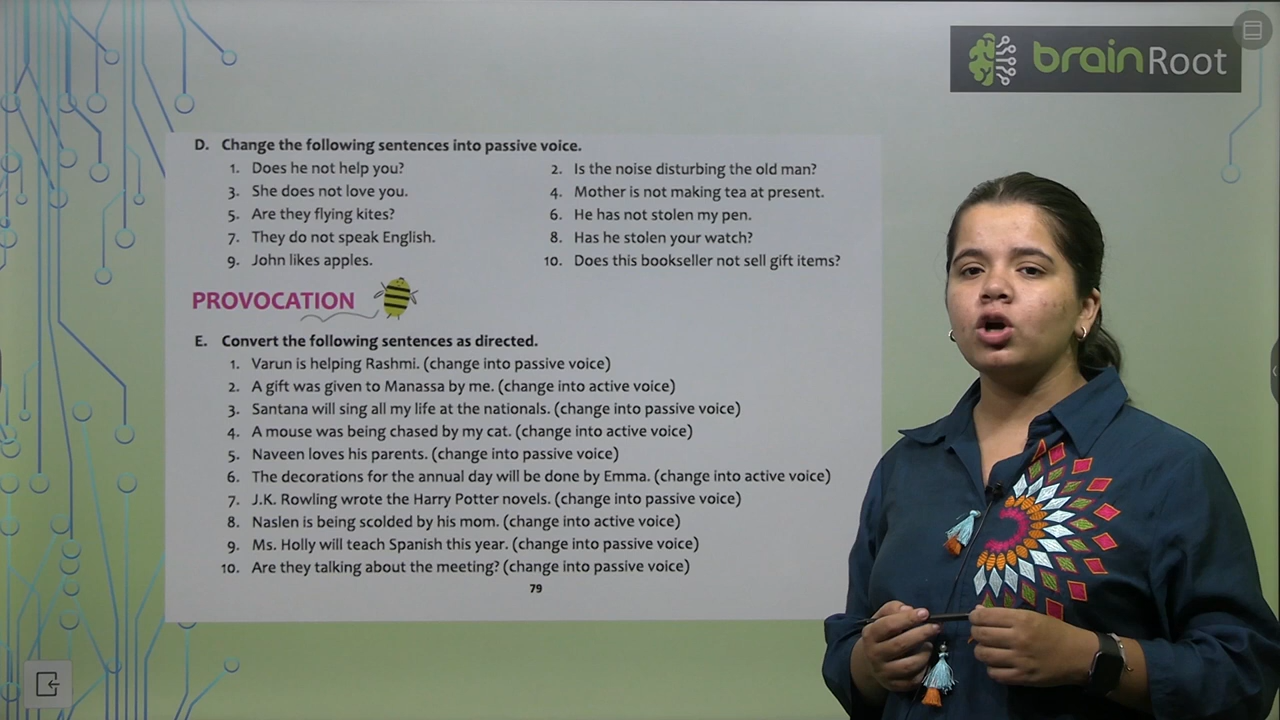 brainRoot
D. Change the following sentences into passive voice.
1. Does he not help you?
2. Is the noise disturbing the old man?
3. She does not love you.
4. Mother is not making tea at present.
5. Are they flying kites?
6. He has not stolen my pen.
7. They do not speak English.
8. Has he stolen your watch?
9. John likes apples.
10. Does this bookseller not sell gift items?
PROVOCATION
E. Convert the following sentences as directed.
1. Varun is helping Rashmi. (change into passive voice)
2. A gift was given to Manassa by me. (change into active voice)
3. Santana will sing all my life at the nationals. (change into passive voice)
4. A mouse was being chased by my cat. (change into active voice)
5. Naveen loves his parents. (change into passive voice)
6. The decorations for the annual day will be done by Emma. (change into active voice)
7. J.K. Rowling wrote the Harry Potter novels. (change into passive voice)
8. Naslen is being scolded by his mom. (change into active voice)
9. Ms. Holly will teach Spanish this year. (change into passive voice)
10. Are they talking about the meeting? (change into passive voice)
79